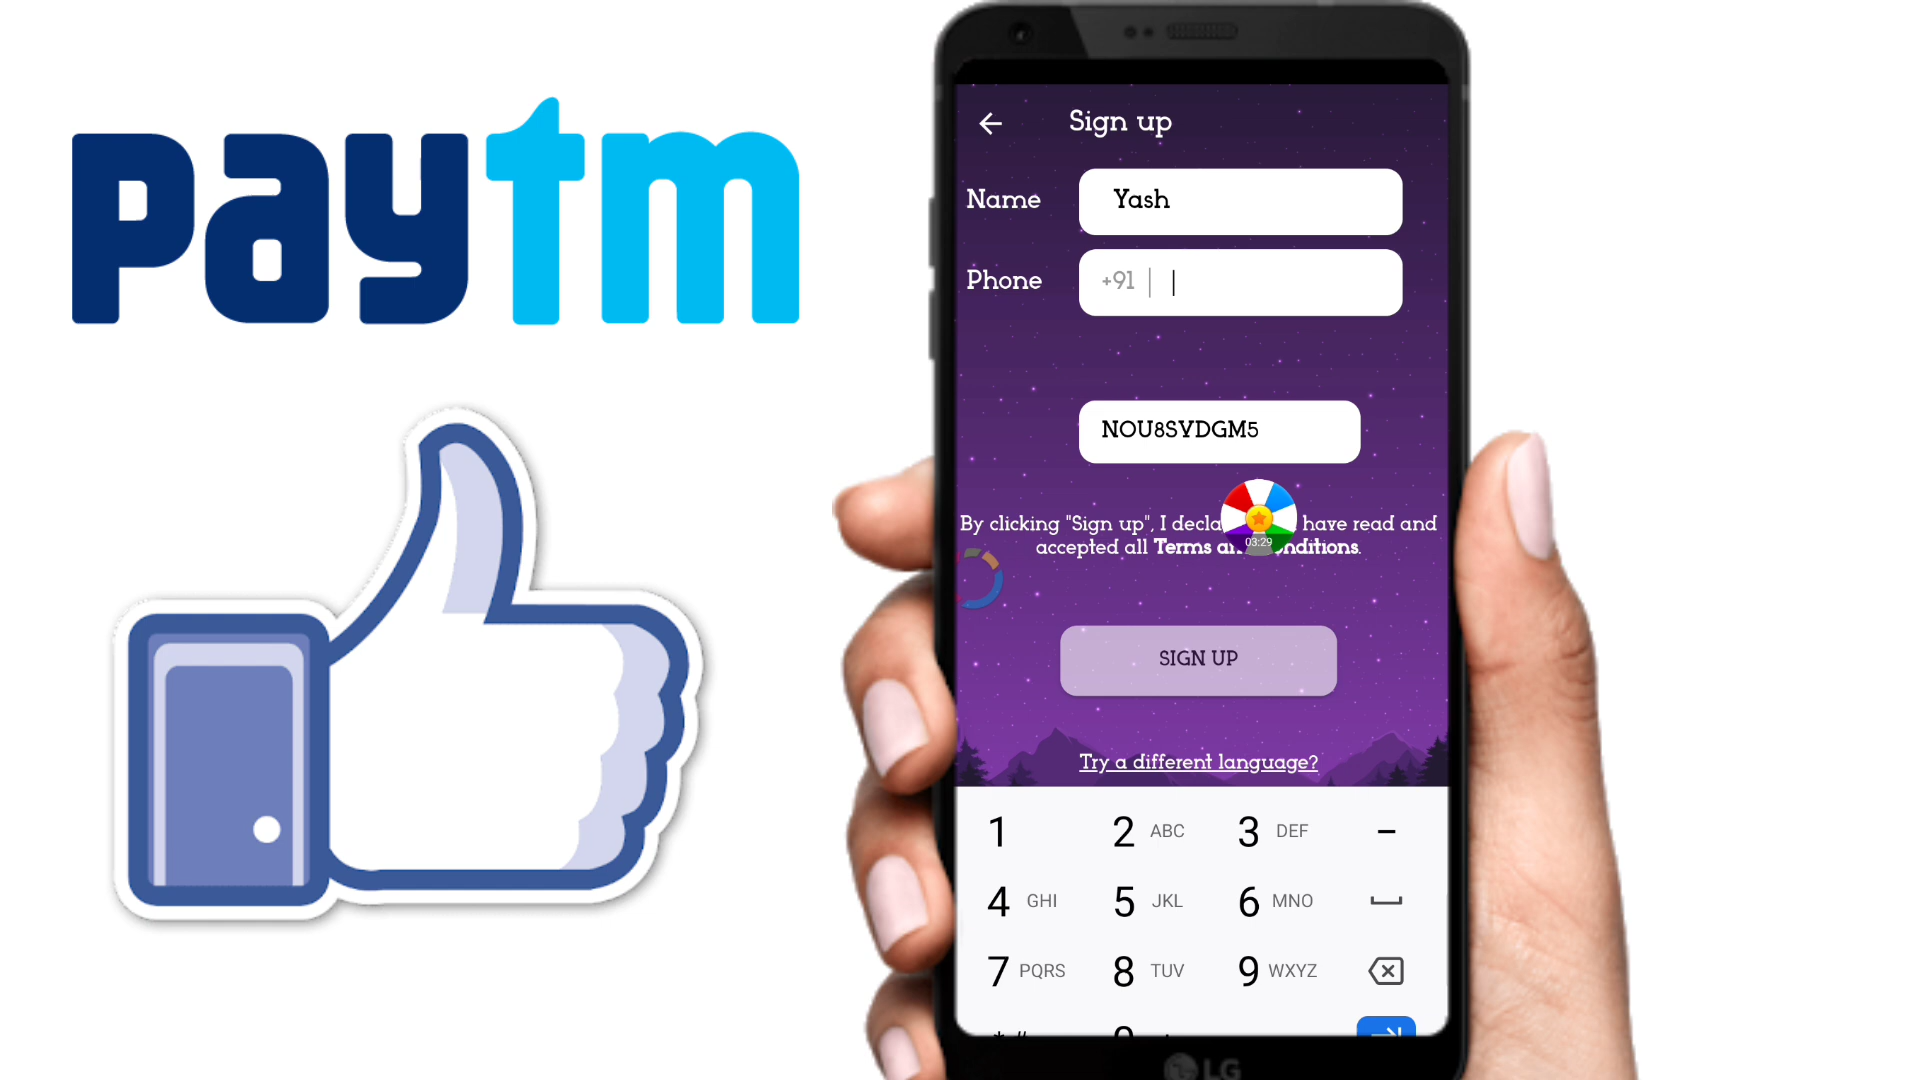 paytm
Sign up
Name
Yash
Phone
+91
NOU8SVDGM5
By clicking "Sign up", I decla have read and
accepted all Terms a nditions.
03:29
SIGN UP
Try a different language?
1
2 ABC
3 DEF
-
4 GHI
5 JKL
6 MNO
7 PQRS
8 TUV
9 WXYZ
LG